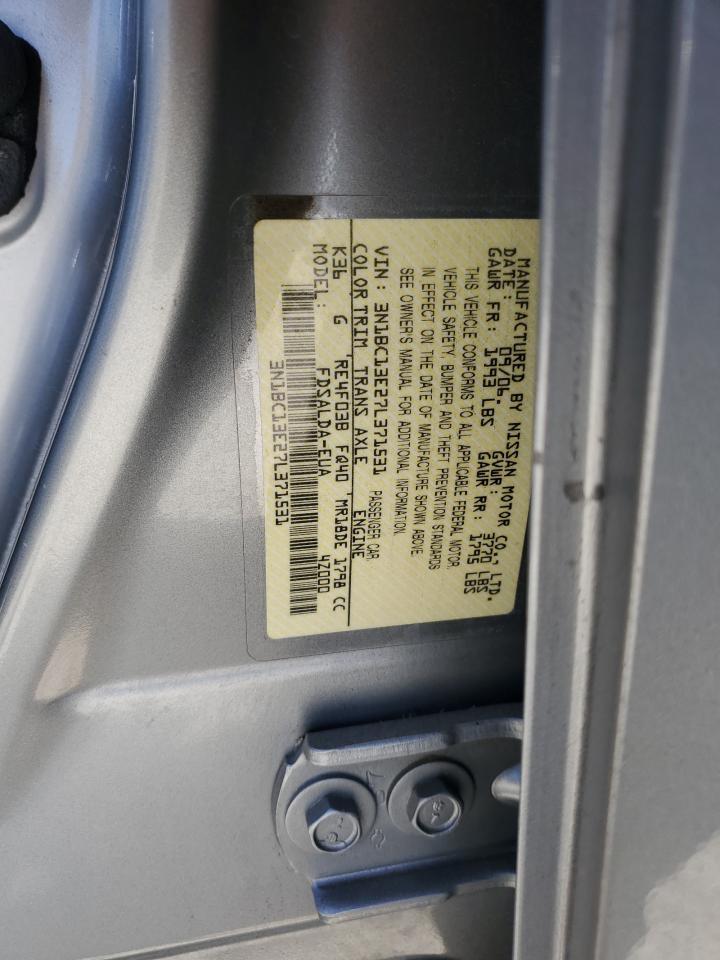 MANUFACTURED BY NISSAN MOTOR CO., LTD.
DATE: 09/06. GVWR: 3770 LBS
GAWR FR: 1993 LBS GAWR RR: 1795 LBS
THIS VEHICLE CONFORMS TO ALL APPLICABLE FEDERAL MOTOR
VEHICLE SAFETY, BUMPER AND THEFT PREVENTION STANDARDS
IN EFFECT ON THE DATE OF MANUFACTURE SHOWN ABOVE.
SEE OWNER'S MANUAL FOR ADDITIONAL INFORMATION.
VIN: 3N1BC13E27L371531 PASSENGER CAR
COLOR TRIM TRANS AXLE ENGINE
K36 G RE4F03B FQ40 MR18DE 1798 CC
MODEL: FDSALDA-EUA 4Z000
3N1BC13E27L371531